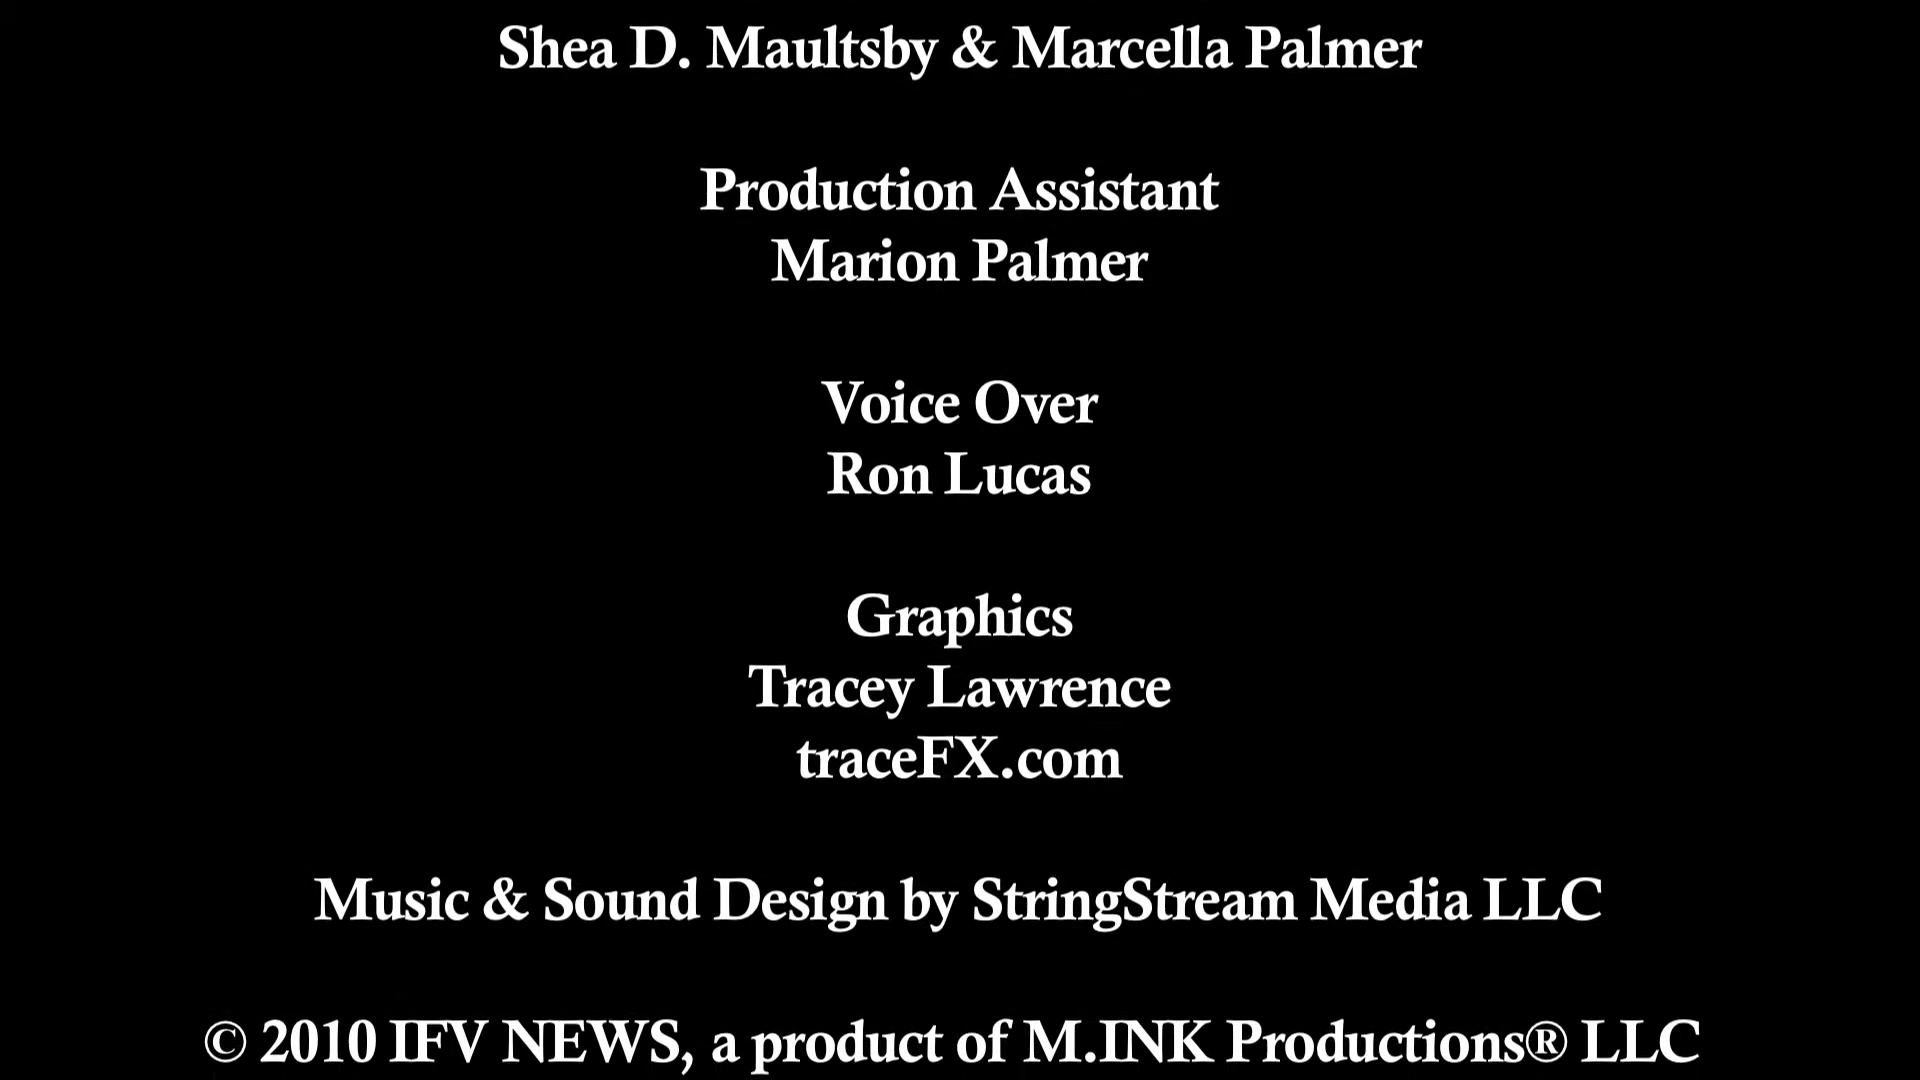 Shea D. Maultsby & Marcella Palmer
Production Assistant
Marion Palmer
Voice Over
Ron Lucas
Graphics
Tracey Lawrence
traceFX.com
Music & Sound Design by StringStream Media LLC
© 2010 IFV NEWS, a product of M.INK Productions® LLC